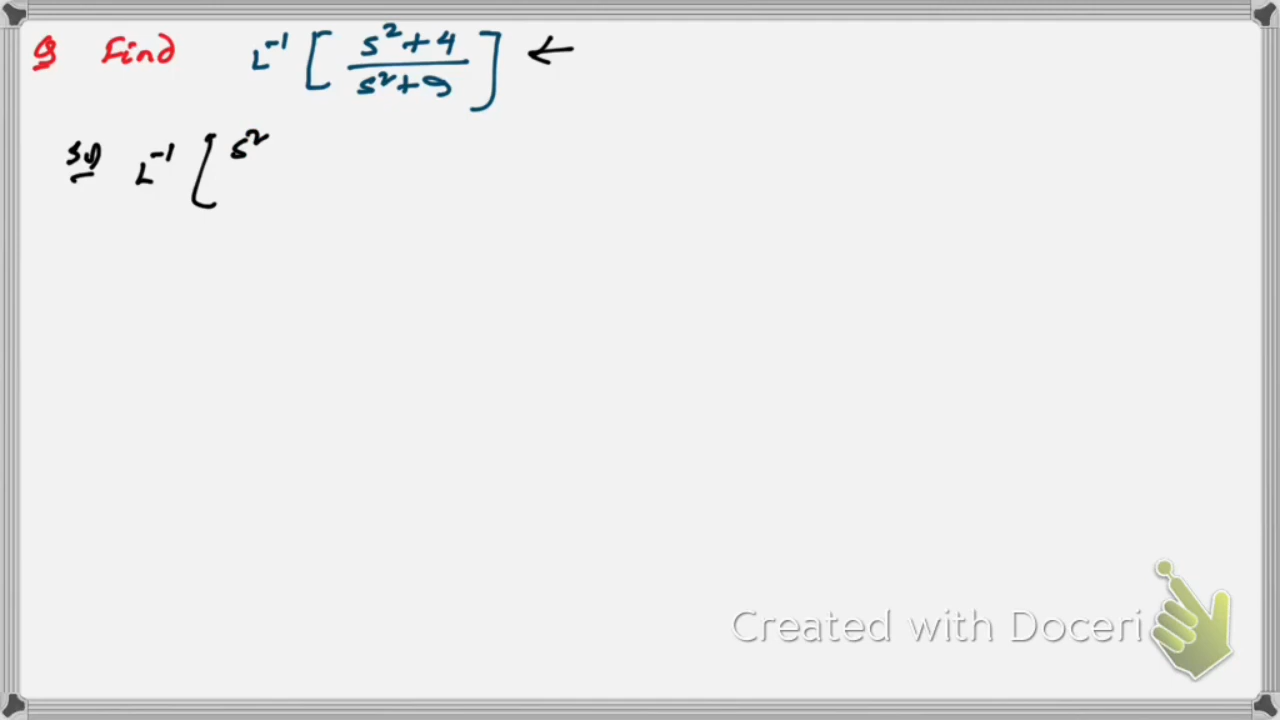 Q Find L⁻¹ [ (s²+4)/(s²+9) ] ←
Sol L⁻¹ [ s²
Created with Doceri